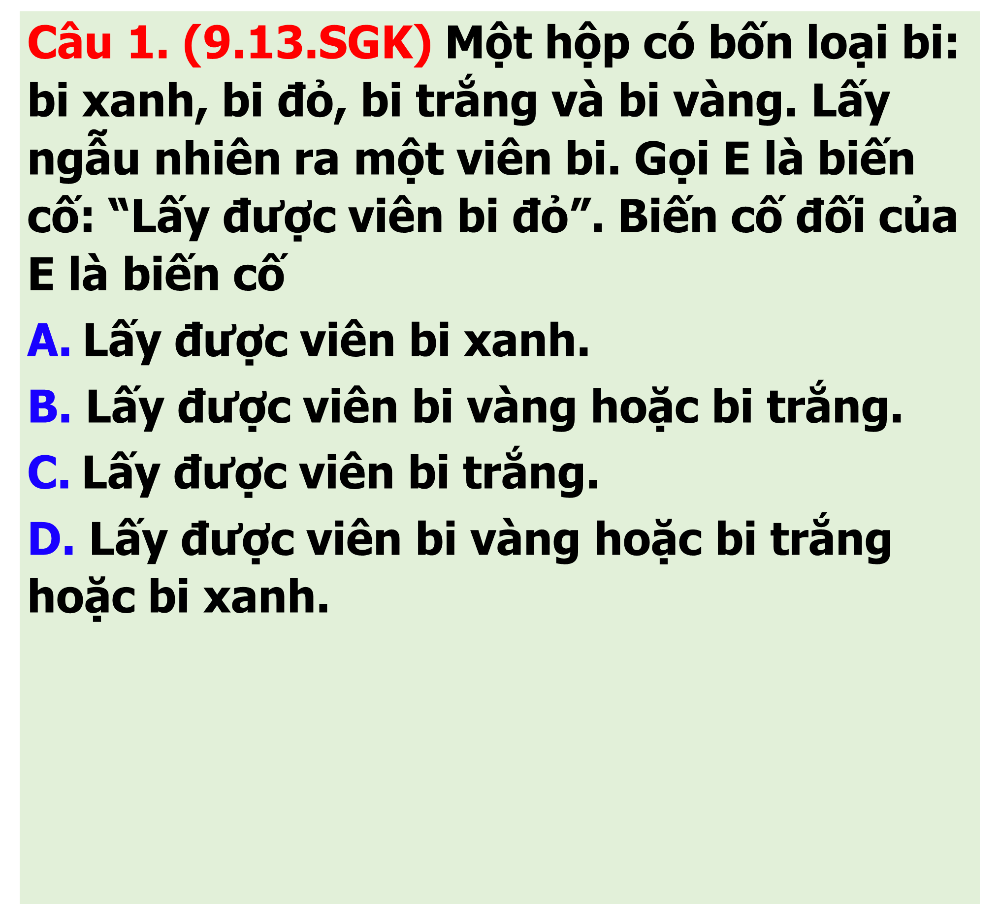 Câu 1. (9.13.SGK) Một hộp có bốn loại bi:
bi xanh, bi đỏ, bi trắng và bi vàng. Lấy
ngẫu nhiên ra một viên bi. Gọi E là biến
cố: “Lấy được viên bi đỏ”. Biến cố đối của
E là biến cố
A. Lấy được viên bi xanh.
B. Lấy được viên bi vàng hoặc bi trắng.
C. Lấy được viên bi trắng.
D. Lấy được viên bi vàng hoặc bi trắng
hoặc bi xanh.